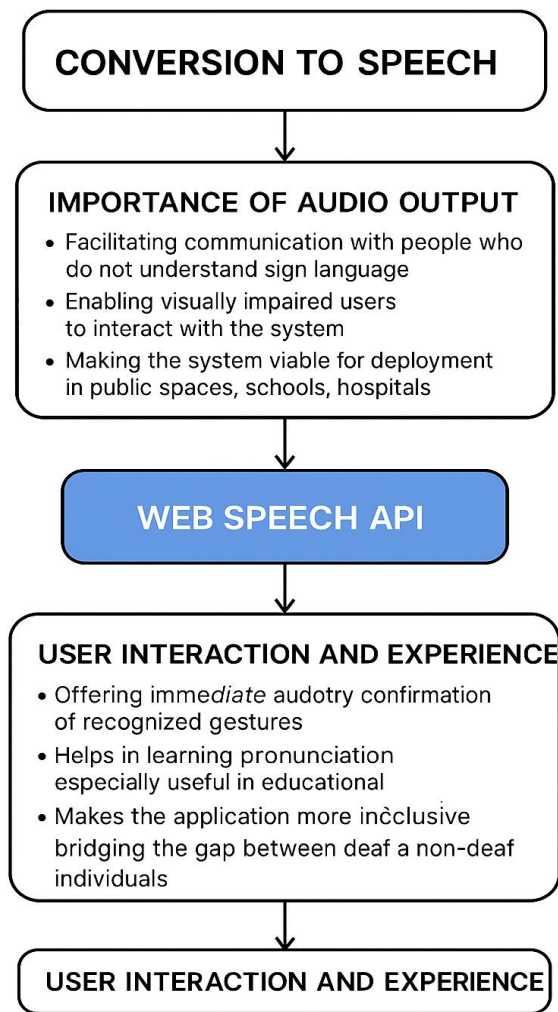 CONVERSION TO SPEECH
IMPORTANCE OF AUDIO OUTPUT
• Facilitating communication with people who
do not understand sign language
• Enabling visually impaired users
to interact with the system
• Making the system viable for deployment
in public spaces, schools, hospitals
WEB SPEECH API
USER INTERACTION AND EXPERIENCE
• Offering immediate audotry confirmation
of recognized gestures
• Helps in learning pronunciation
especially useful in educational
• Makes the application more inċclusive
bridging the gap between deaf a non-deaf
individuals
USER INTERACTION AND EXPERIENCE